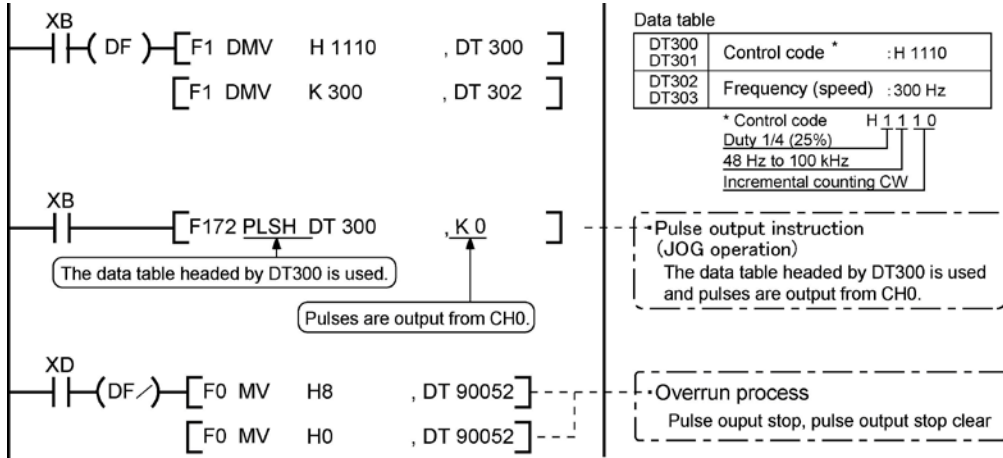 XB
( DF ) F1 DMV H 1110 , DT 300
F1 DMV K 300 , DT 302
XB
F172 PLSH DT 300 , K 0
The data table headed by DT300 is used.
Pulses are output from CH0.
XD
(DF/) F0 MV H8 , DT 90052
F0 MV H0 , DT 90052
Data table
DT300
DT301
Control code * :H 1110
DT302
DT303
Frequency (speed) :300 Hz
* Control code H 1 1 1 0
Duty 1/4 (25%)
48 Hz to 100 kHz
Incremental counting CW
・Pulse output instruction
(JOG operation)
The data table headed by DT300 is used
and pulses are output from CH0.
・Overrun process
Pulse ouput stop, pulse output stop clear